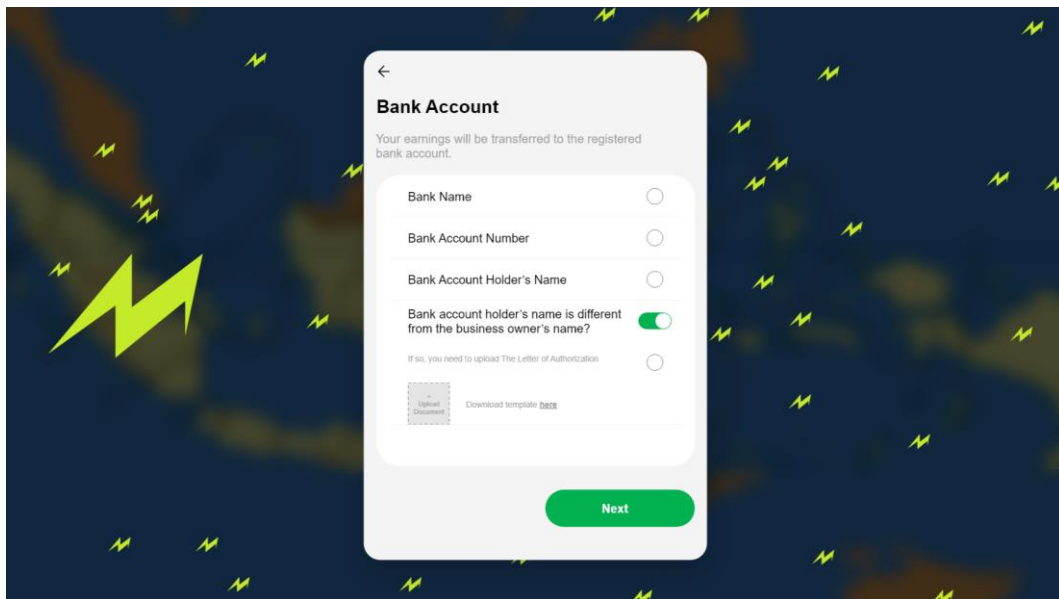 Bank Account
Your earnings will be transferred to the registered
bank account.
Bank Name
Bank Account Number
Bank Account Holder's Name
Bank account holder's name is different
from the business owner's name?
If so, you need to upload The Letter of Authorization
Upload
Document
Download template here
Next